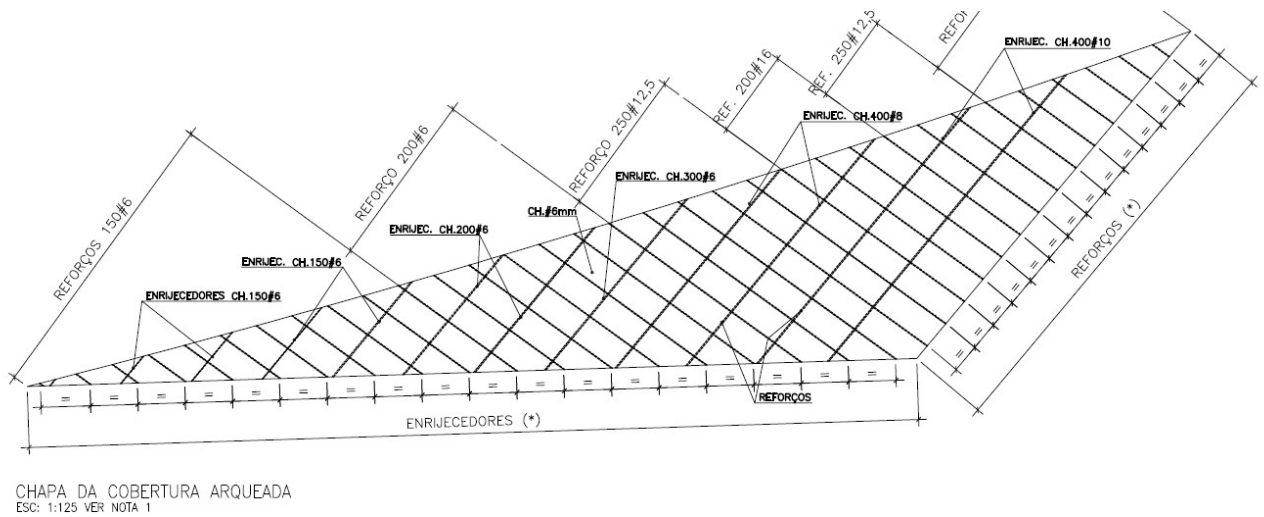 REFORÇOS 150#6
REFORÇO 200#6
REFORÇO 250#12,5
REF. 200#16
REF. 250#12,5
ENRIJEC. CH.400#10
ENRIJEC. CH.400#8
ENRIJEC. CH.300#6
CH.#6mm
ENRIJEC. CH.200#6
ENRIJEC. CH.150#6
ENRIJECEDORES CH.150#6
= = = = = = = = = = = = = = = = = =
= = = = = = = = = =
REFORÇOS (*)
REFORÇOS
ENRIJECEDORES (*)
CHAPA DA COBERTURA ARQUEADA
ESC: 1:125 VER NOTA 1